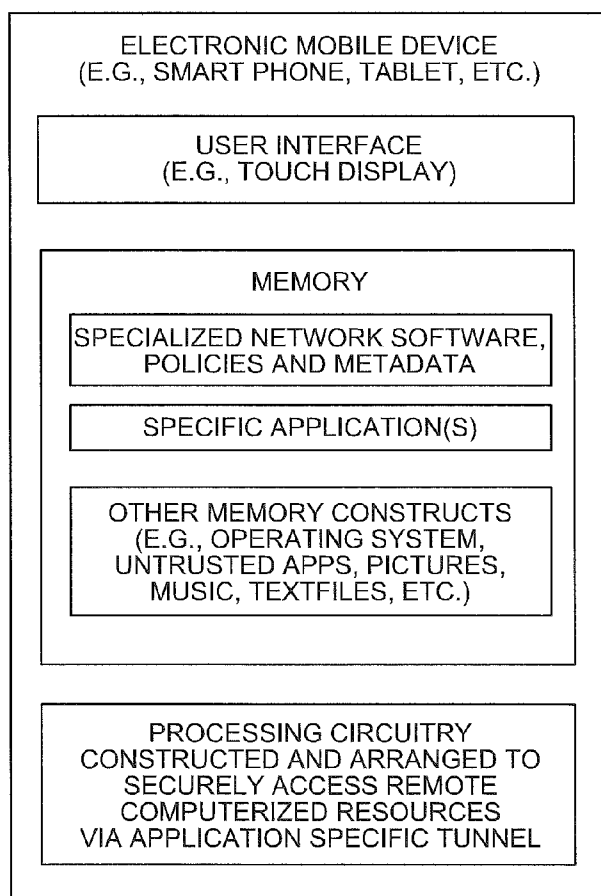 ELECTRONIC MOBILE DEVICE
(E.G., SMART PHONE, TABLET, ETC.)
USER INTERFACE
(E.G., TOUCH DISPLAY)
MEMORY
SPECIALIZED NETWORK SOFTWARE,
POLICIES AND METADATA
SPECIFIC APPLICATION(S)
OTHER MEMORY CONSTRUCTS
(E.G., OPERATING SYSTEM,
UNTRUSTED APPS, PICTURES,
MUSIC, TEXTFILES, ETC.)
PROCESSING CIRCUITRY
CONSTRUCTED AND ARRANGED TO
SECURELY ACCESS REMOTE
COMPUTERIZED RESOURCES
VIA APPLICATION SPECIFIC TUNNEL